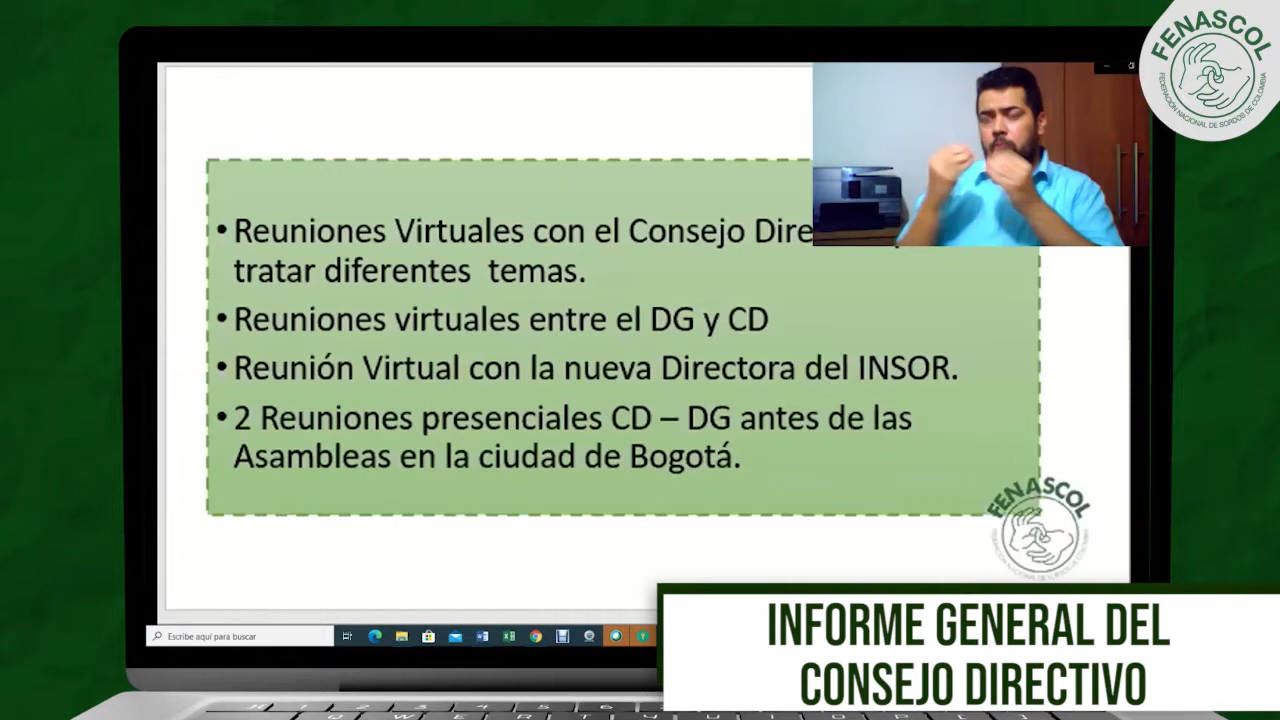 FENASCOL
FEDERACIÓN NACIONAL DE SORDOS DE COLOMBIA
• Reuniones Virtuales con el Consejo
tratar diferentes temas.
• Reuniones virtuales entre el DG y CD
• Reunión Virtual con la nueva Directora del INSOR.
• 2 Reuniones presenciales CD – DG antes de las
Asambleas en la ciudad de Bogotá.
FENASCOL
Escribe aquí para buscar
INFORME GENERAL DEL
CONSEJO DIRECTIVO